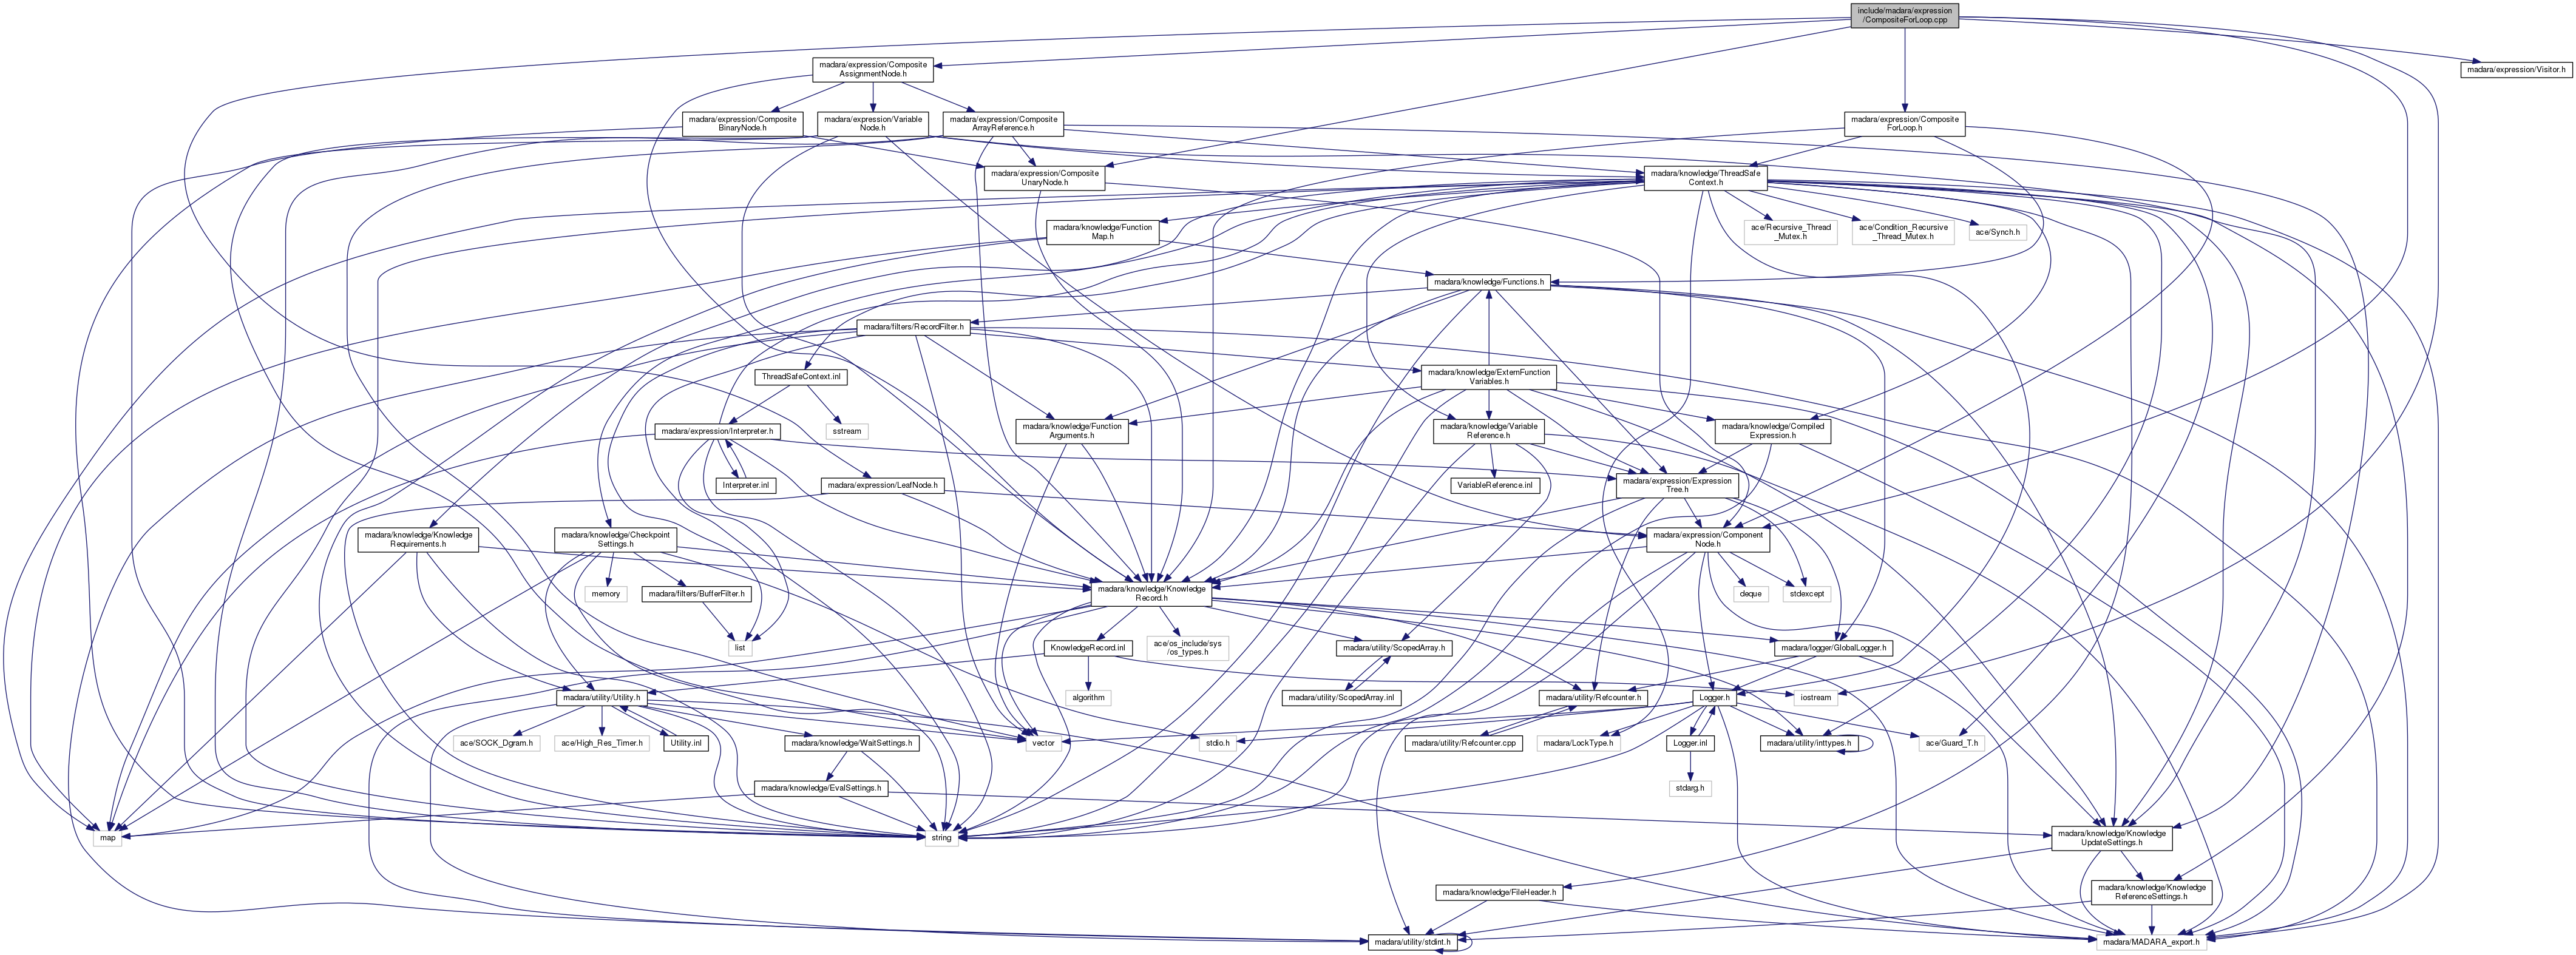 include/madara/expression
/CompositeForLoop.cpp
madara/expression/Composite
AssignmentNode.h
madara/expression/Visitor.h
madara/expression/Composite
BinaryNode.h
madara/expression/Variable
Node.h
madara/expression/Composite
ArrayReference.h
madara/expression/Composite
ForLoop.h
madara/expression/Composite
UnaryNode.h
madara/knowledge/ThreadSafe
Context.h
madara/knowledge/Function
Map.h
ace/Recursive_Thread
_Mutex.h
ace/Condition_Recursive
_Thread_Mutex.h
ace/Synch.h
madara/knowledge/Functions.h
madara/filters/RecordFilter.h
ThreadSafeContext.inl
madara/knowledge/ExternFunction
Variables.h
madara/expression/Interpreter.h
sstream
madara/knowledge/Function
Arguments.h
madara/knowledge/Variable
Reference.h
madara/knowledge/Compiled
Expression.h
Interpreter.inl
madara/expression/LeafNode.h
VariableReference.inl
madara/expression/Expression
Tree.h
madara/knowledge/Knowledge
Requirements.h
madara/knowledge/Checkpoint
Settings.h
madara/expression/Component
Node.h
memory
madara/filters/BufferFilter.h
madara/knowledge/Knowledge
Record.h
deque
stdexcept
list
KnowledgeRecord.inl
ace/os_include/sys
/os_types.h
madara/utility/ScopedArray.h
madara/logger/GlobalLogger.h
madara/utility/Utility.h
algorithm
madara/utility/ScopedArray.inl
madara/utility/Refcounter.h
Logger.h
iostream
ace/SOCK_Dgram.h
ace/High_Res_Timer.h
Utility.inl
madara/knowledge/WaitSettings.h
vector
stdio.h
madara/utility/Refcounter.cpp
madara/LockType.h
Logger.inl
madara/utility/inttypes.h
ace/Guard_T.h
madara/knowledge/EvalSettings.h
stdarg.h
map
string
madara/knowledge/Knowledge
UpdateSettings.h
madara/knowledge/FileHeader.h
madara/knowledge/Knowledge
ReferenceSettings.h
madara/utility/stdint.h
madara/MADARA_export.h